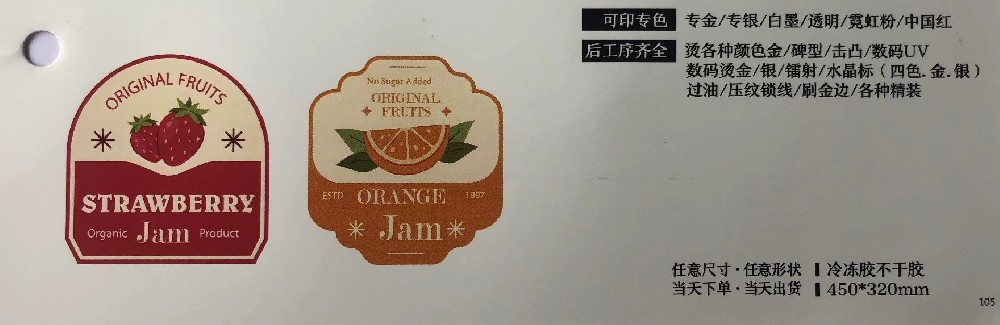 ORIGINAL FRUITS
STRAWBERRY
Organic Jam Product
No Sugar Added
ORIGINAL
FRUITS
ESTD ORANGE 1997
Jam
可印专色 专金/专银/白墨/透明/霓虹粉/中国红
后工序齐全 烫各种颜色金/碑型/击凸/数码UV
数码烫金/银/镭射/水晶标(四色.金.银)
过油/压纹锁线/刷金边/各种精装
任意尺寸·任意形状 冷冻胶不干胶
当天下单·当天出货 450*320mm
105